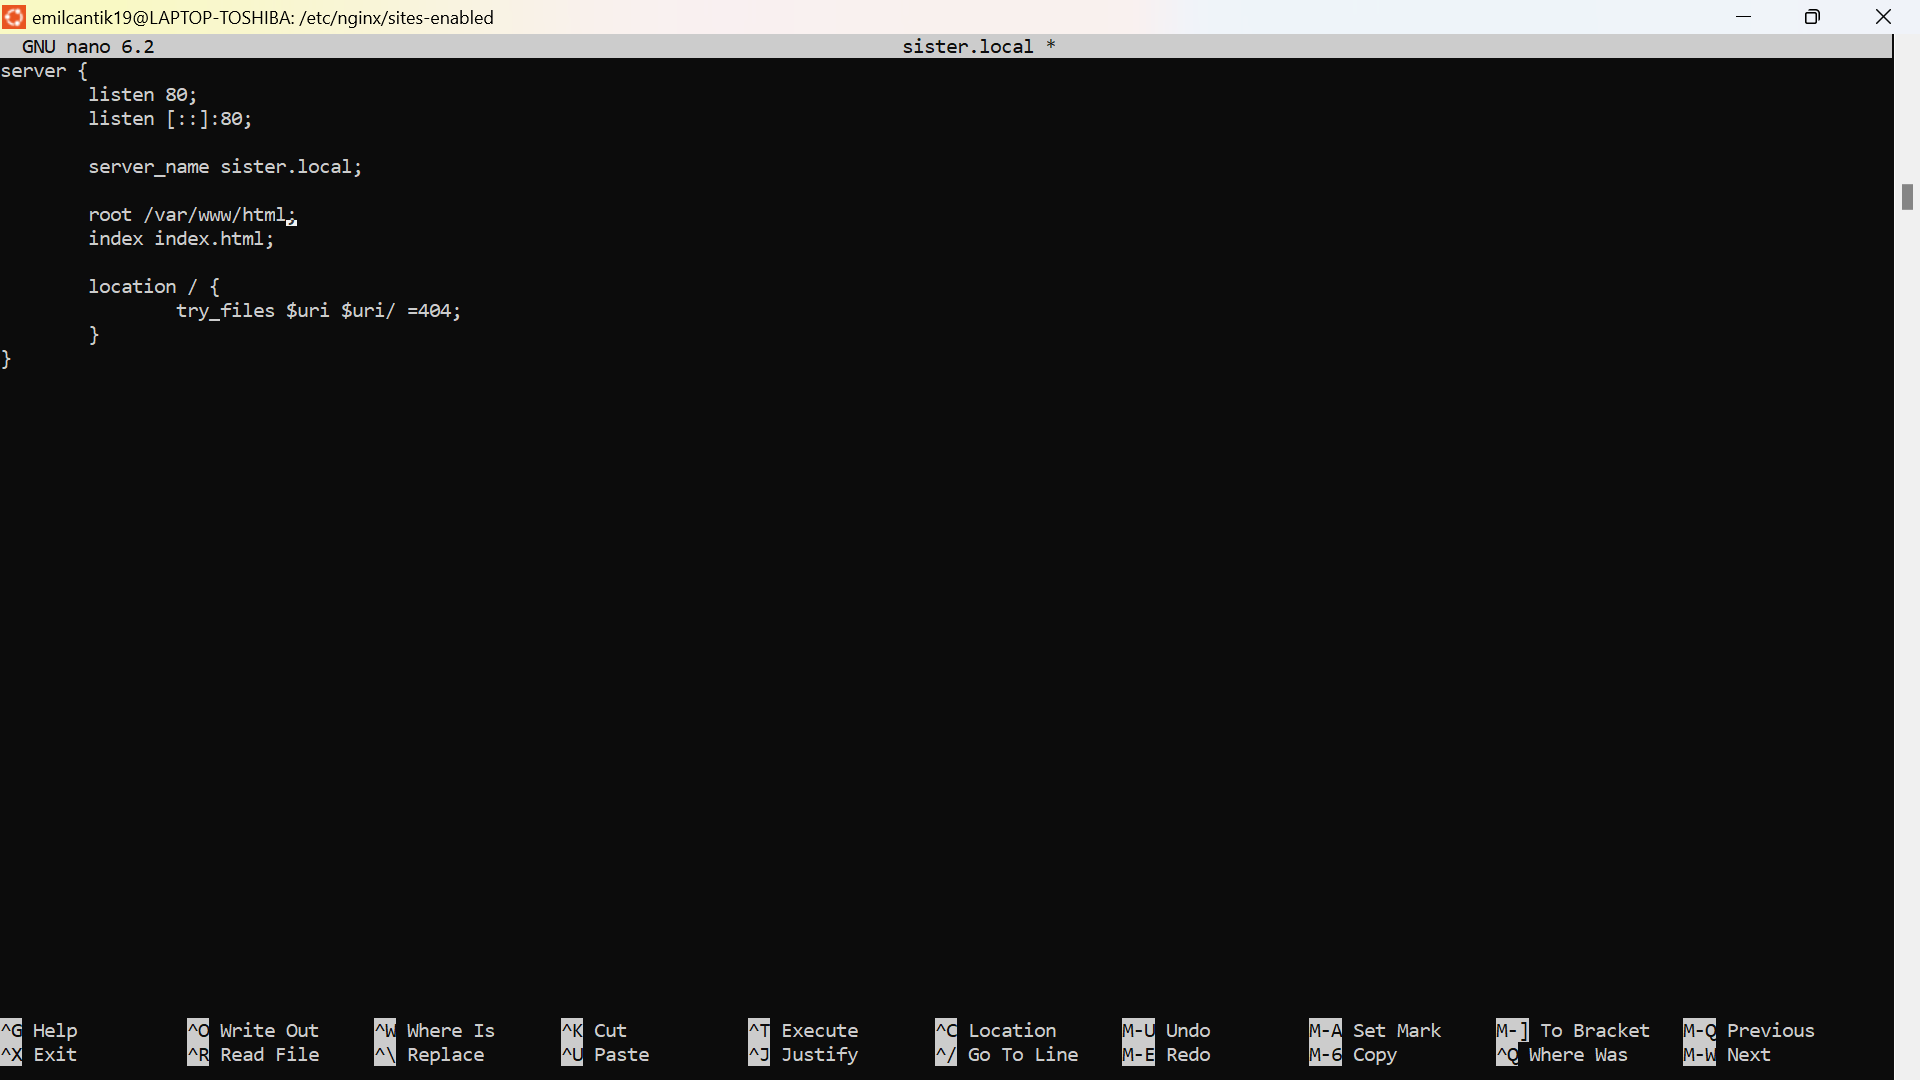 emilcantik19@LAPTOP-TOSHIBA: /etc/nginx/sites-enabled
GNU nano 6.2 sister.local *
server {
listen 80;
listen [::]:80;
server_name sister.local;
root /var/www/html;
index index.html;
location / {
try_files $uri $uri/ =404;
}
}
^G Help ^O Write Out ^W Where Is ^K Cut ^T Execute ^C Location M-U Undo M-A Set Mark M-] To Bracket M-Q Previous
^X Exit ^R Read File ^\ Replace ^U Paste ^J Justify ^/ Go To Line M-E Redo M-6 Copy ^Q Where Was M-W Next